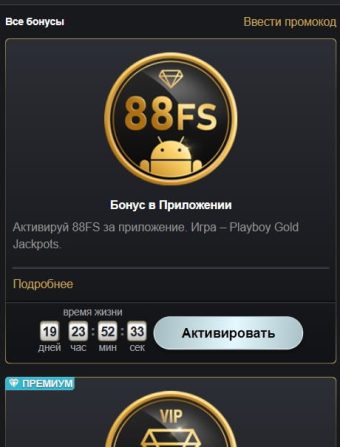 Все бонусы Ввести промокод
88FS
Бонус в Приложении
Активируй 88FS за приложение. Игра – Playboy Gold
Jackpots.
Подробнее
время жизни
19 : 23 : 52 : 33
дней час мин сек
Активировать
ПРЕМИУМ
VIP